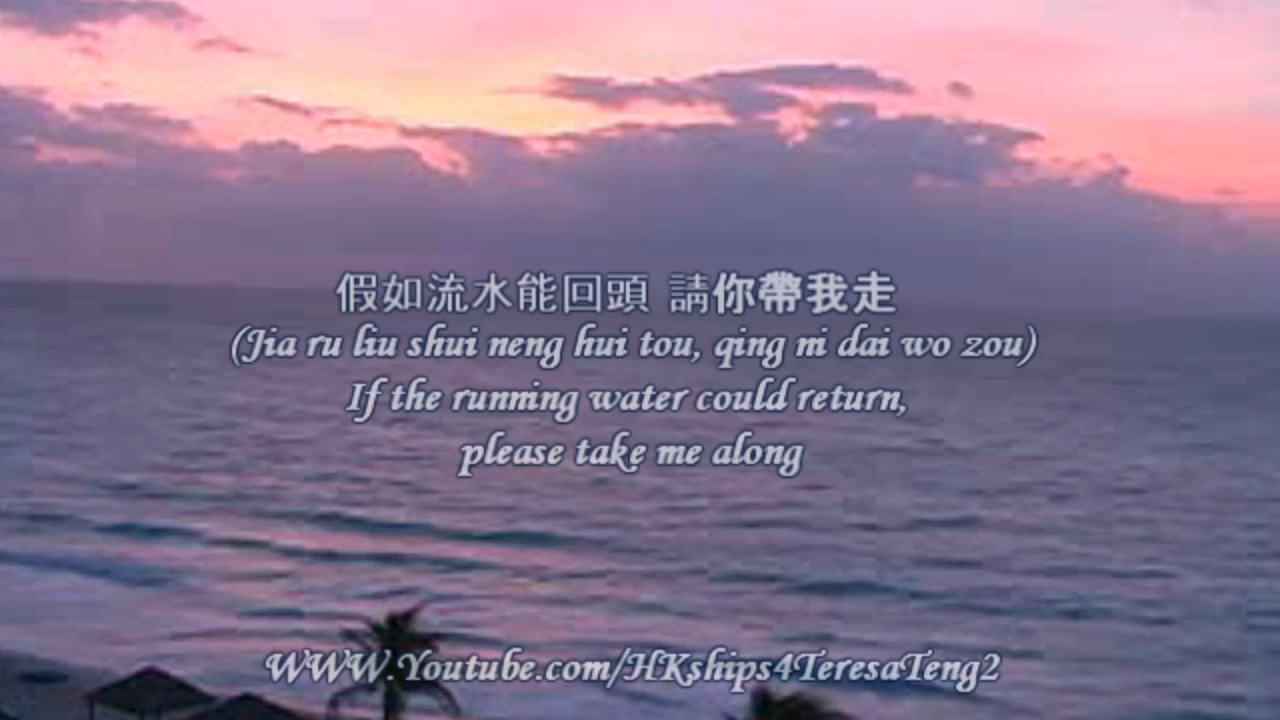 假如流水能回頭 請你帶我走
(Jia ru liu shui neng hui tou, qing ni dai wo zou)
If the running water could return,
please take me along
WWW.Youtube.com/HKships4TeresaTeng2